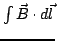 ∫ B⃗ · dl⃗